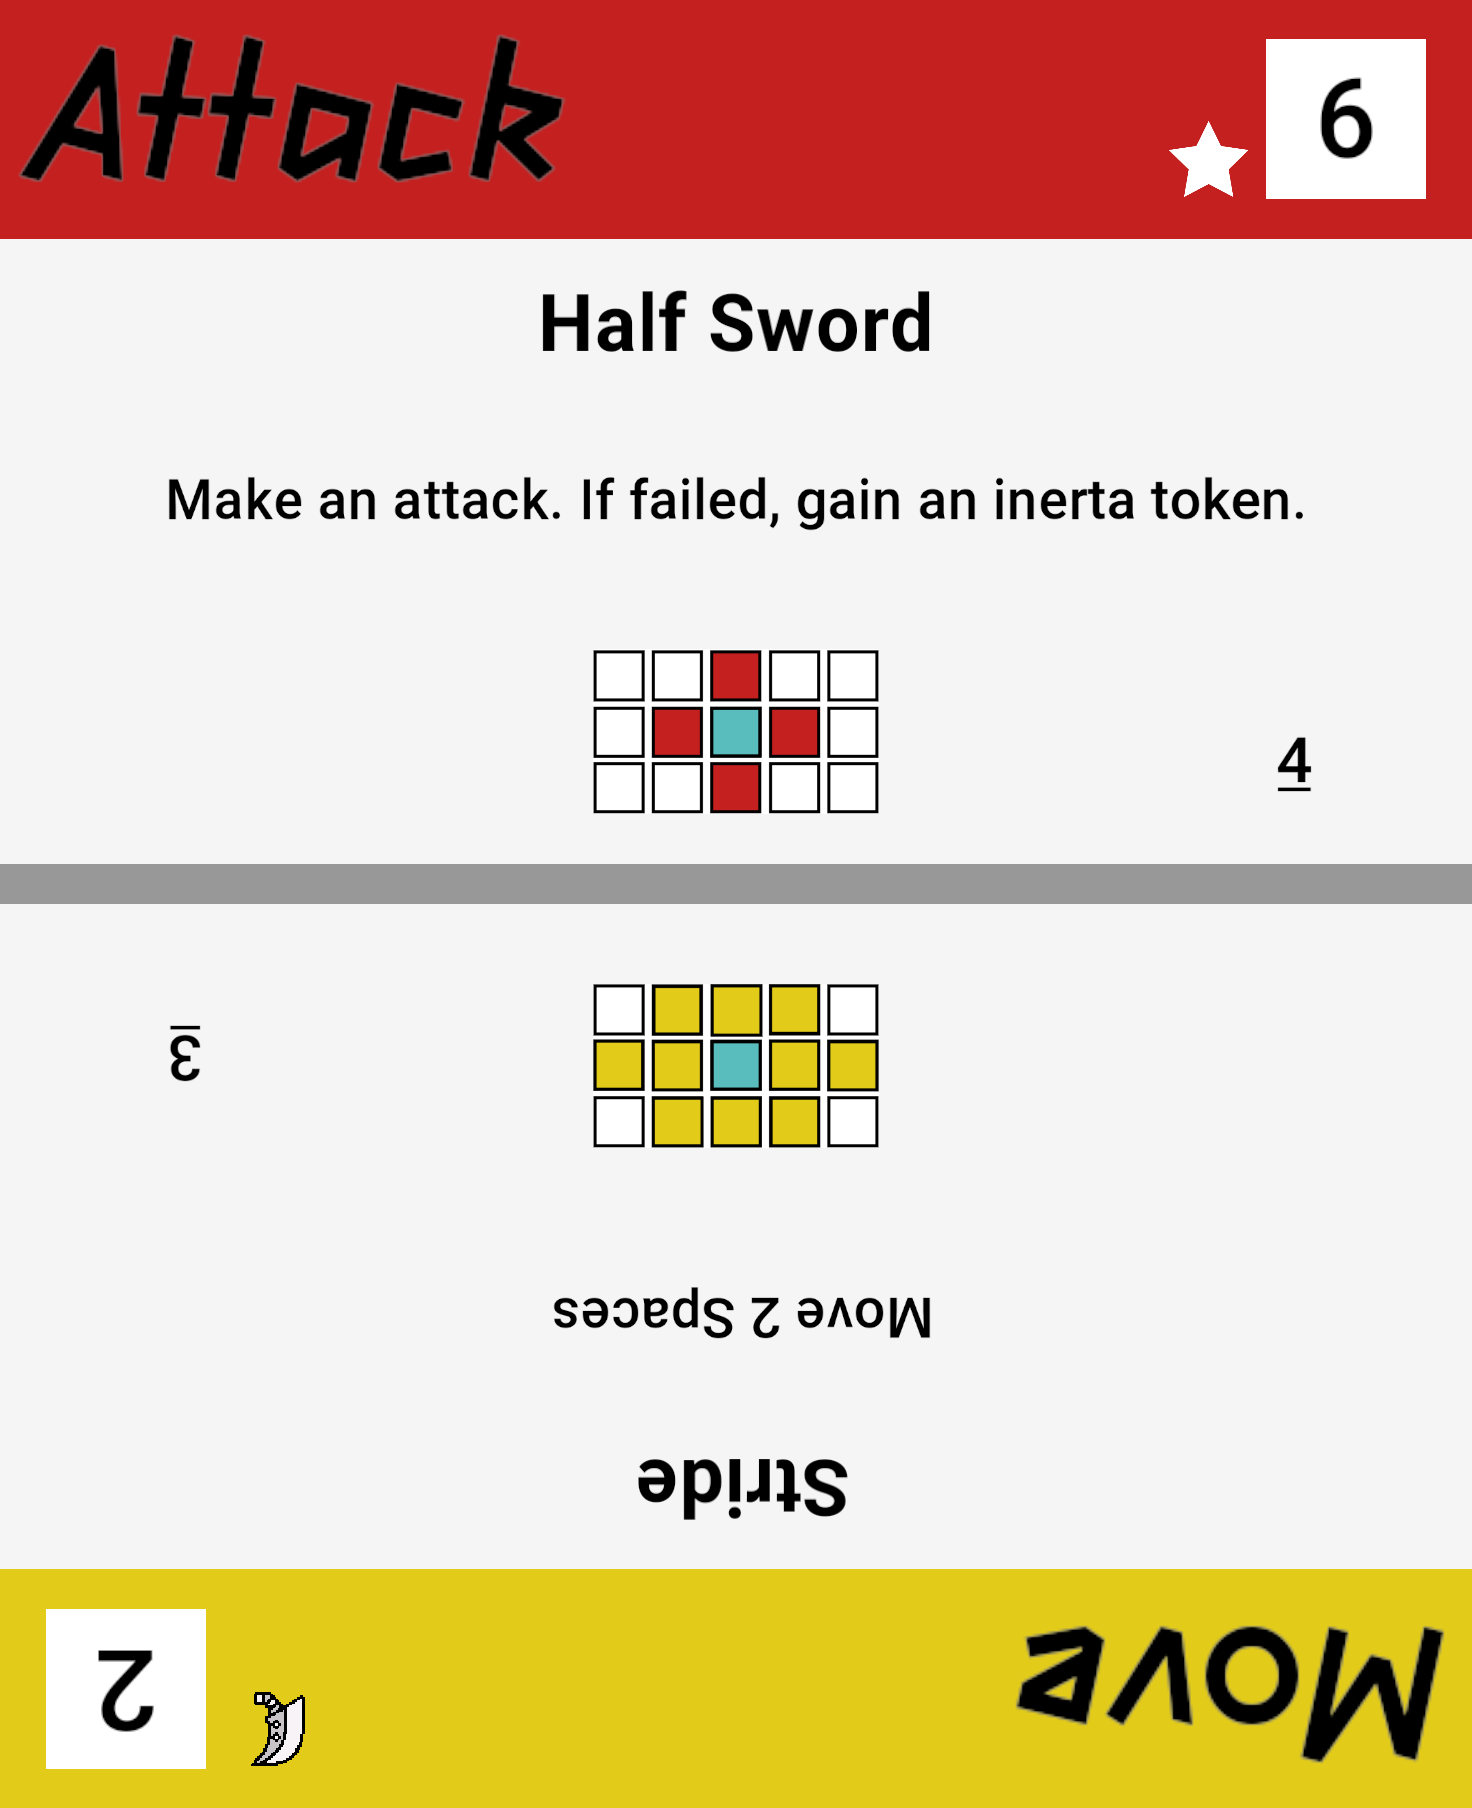 Attack
6
Half Sword
Make an attack. If failed, gain an inerta token.
4
Move
2
Stride
Move 2 Spaces
3